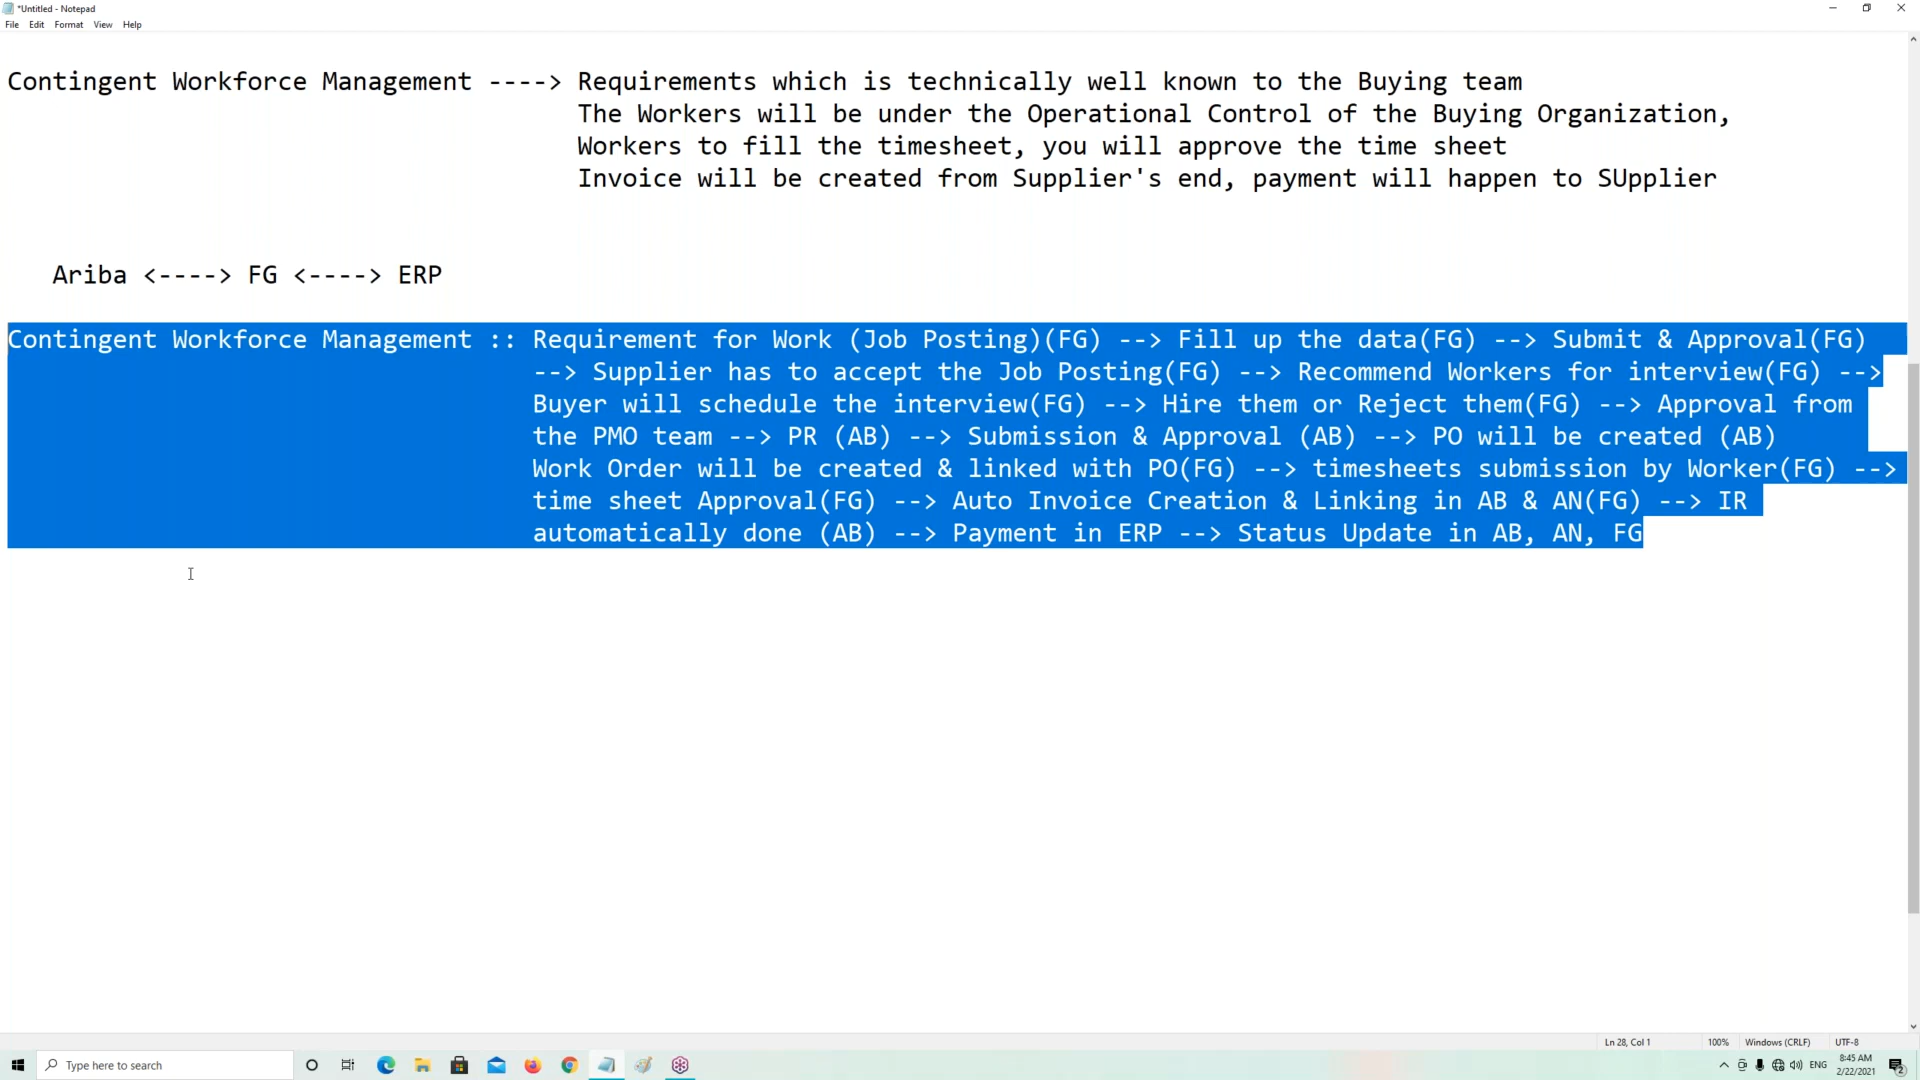 *Untitled - Notepad
File Edit Format View Help
Contingent Workforce Management ----> Requirements which is technically well known to the Buying team
The Workers will be under the Operational Control of the Buying Organization,
Workers to fill the timesheet, you will approve the time sheet
Invoice will be created from Supplier's end, payment will happen to SUpplier
Ariba <----> FG <----> ERP
Contingent Workforce Management :: Requirement for Work (Job Posting)(FG) --> Fill up the data(FG) --> Submit & Approval(FG)
--> Supplier has to accept the Job Posting(FG) --> Recommend Workers for interview(FG) -->
Buyer will schedule the interview(FG) --> Hire them or Reject them(FG) --> Approval from
the PMO team --> PR (AB) --> Submission & Approval (AB) --> PO will be created (AB)
Work Order will be created & linked with PO(FG) --> timesheets submission by Worker(FG) -->
time sheet Approval(FG) --> Auto Invoice Creation & Linking in AB & AN(FG) --> IR
automatically done (AB) --> Payment in ERP --> Status Update in AB, AN, FG
Ln 28, Col 1 100% Windows (CRLF) UTF-8
Type here to search ENG 8:45 AM
2/22/2021 2